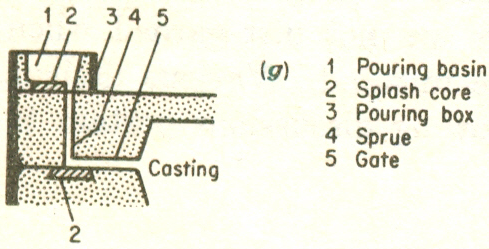 1 2 3 4 5
(g)
1 Pouring basin
2 Splash core
3 Pouring box
4 Sprue
5 Gate
Casting
2